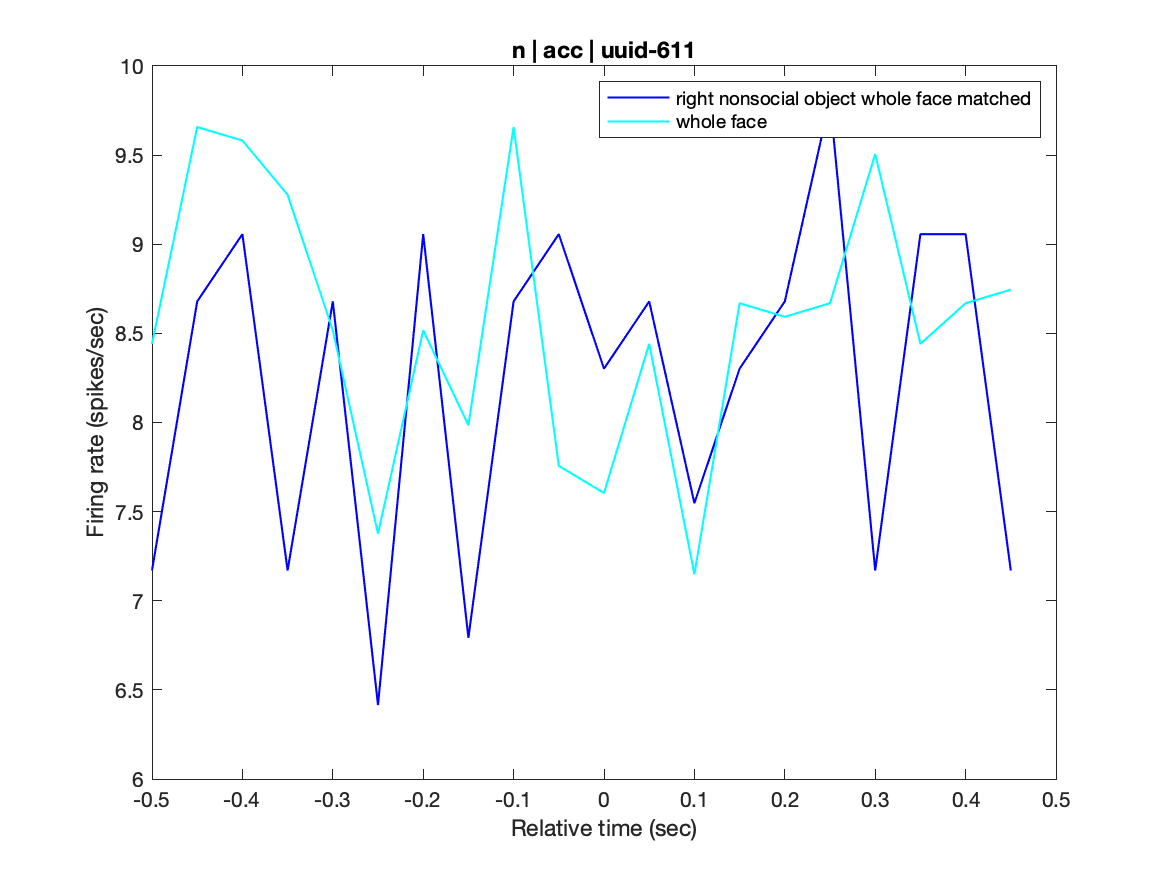 n | acc | uuid-611
right nonsocial object whole face matched
whole face
10
9.5
9
8.5
8
7.5
7
6.5
6
Firing rate (spikes/sec)
-0.5 -0.4 -0.3 -0.2 -0.1 0 0.1 0.2 0.3 0.4 0.5
Relative time (sec)